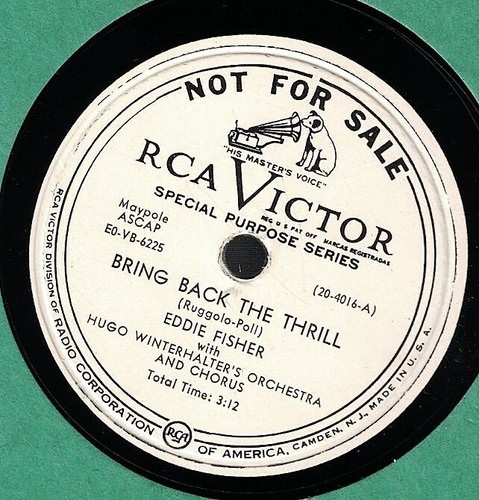 NOT FOR SALE
"HIS MASTER'S VOICE"
RCA VICTOR
REG. U S PAT OFF MARCAS REGISTRADAS
SPECIAL PURPOSE SERIES
Maypole
ASCAP
E0-VB-6225
(20-4016-A)
BRING BACK THE THRILL
(Ruggolo-Poll)
EDDIE FISHER
with
HUGO WINTERHALTER'S ORCHESTRA
AND CHORUS
Total Time: 3:12
RCA VICTOR DIVISION OF RADIO CORPORATION RCA OF AMERICA, CAMDEN, N. J., MADE IN U. S. A.